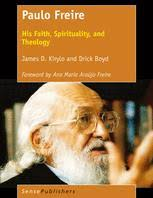 Paulo Freire
His Faith, Spirituality, and
Theology
James D. Kirylo and Drick Boyd
Foreword by Ana Maria Araújo Freire
SensePublishers